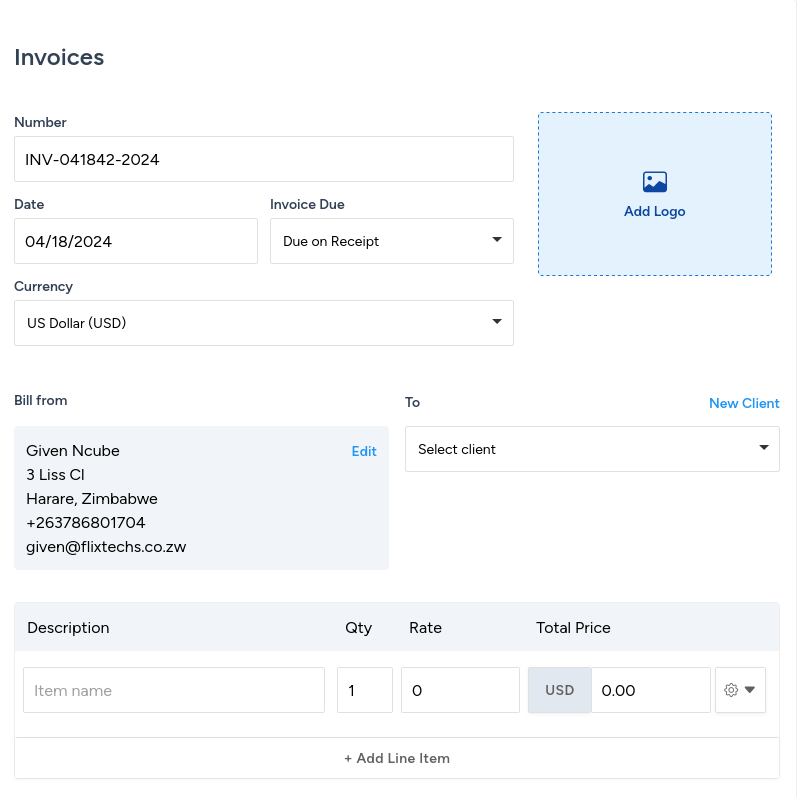 Invoices
Number
INV-041842-2024
Add Logo
Date
Invoice Due
04/18/2024
Due on Receipt
Currency
US Dollar (USD)
Bill from
To
New Client
Given Ncube
Edit
3 Liss Cl
Harare, Zimbabwe
+263786801704
given@flixtechs.co.zw
Select client
Description Qty Rate Total Price
Item name 1 0 USD 0.00
+ Add Line Item